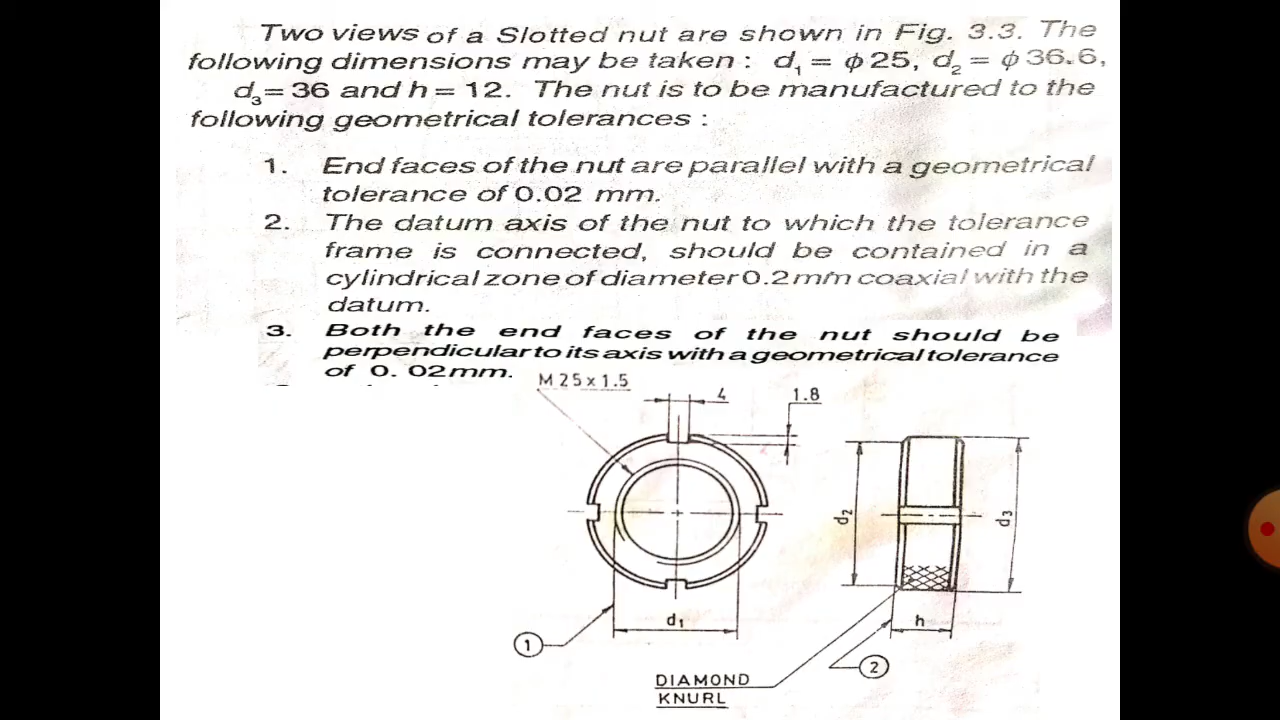 Two views of a Slotted nut are shown in Fig. 3.3. The
following dimensions may be taken : d₁ = ϕ 25, d₂ = ϕ 36.6,
d₃= 36 and h = 12. The nut is to be manufactured to the
following geometrical tolerances :
1. End faces of the nut are parallel with a geometrical
tolerance of 0.02 mm.
2. The datum axis of the nut to which the tolerance
frame is connected, should be contained in a
cylindrical zone of diameter 0.2 mm coaxial with the
datum.
3. Both the end faces of the nut should be
perpendicular to its axis with a geometrical tolerance
of 0. 02mm.
M 25 x 1.5
4
1.8
d₂
d₃
d₁
h
1
2
DIAMOND
KNURL